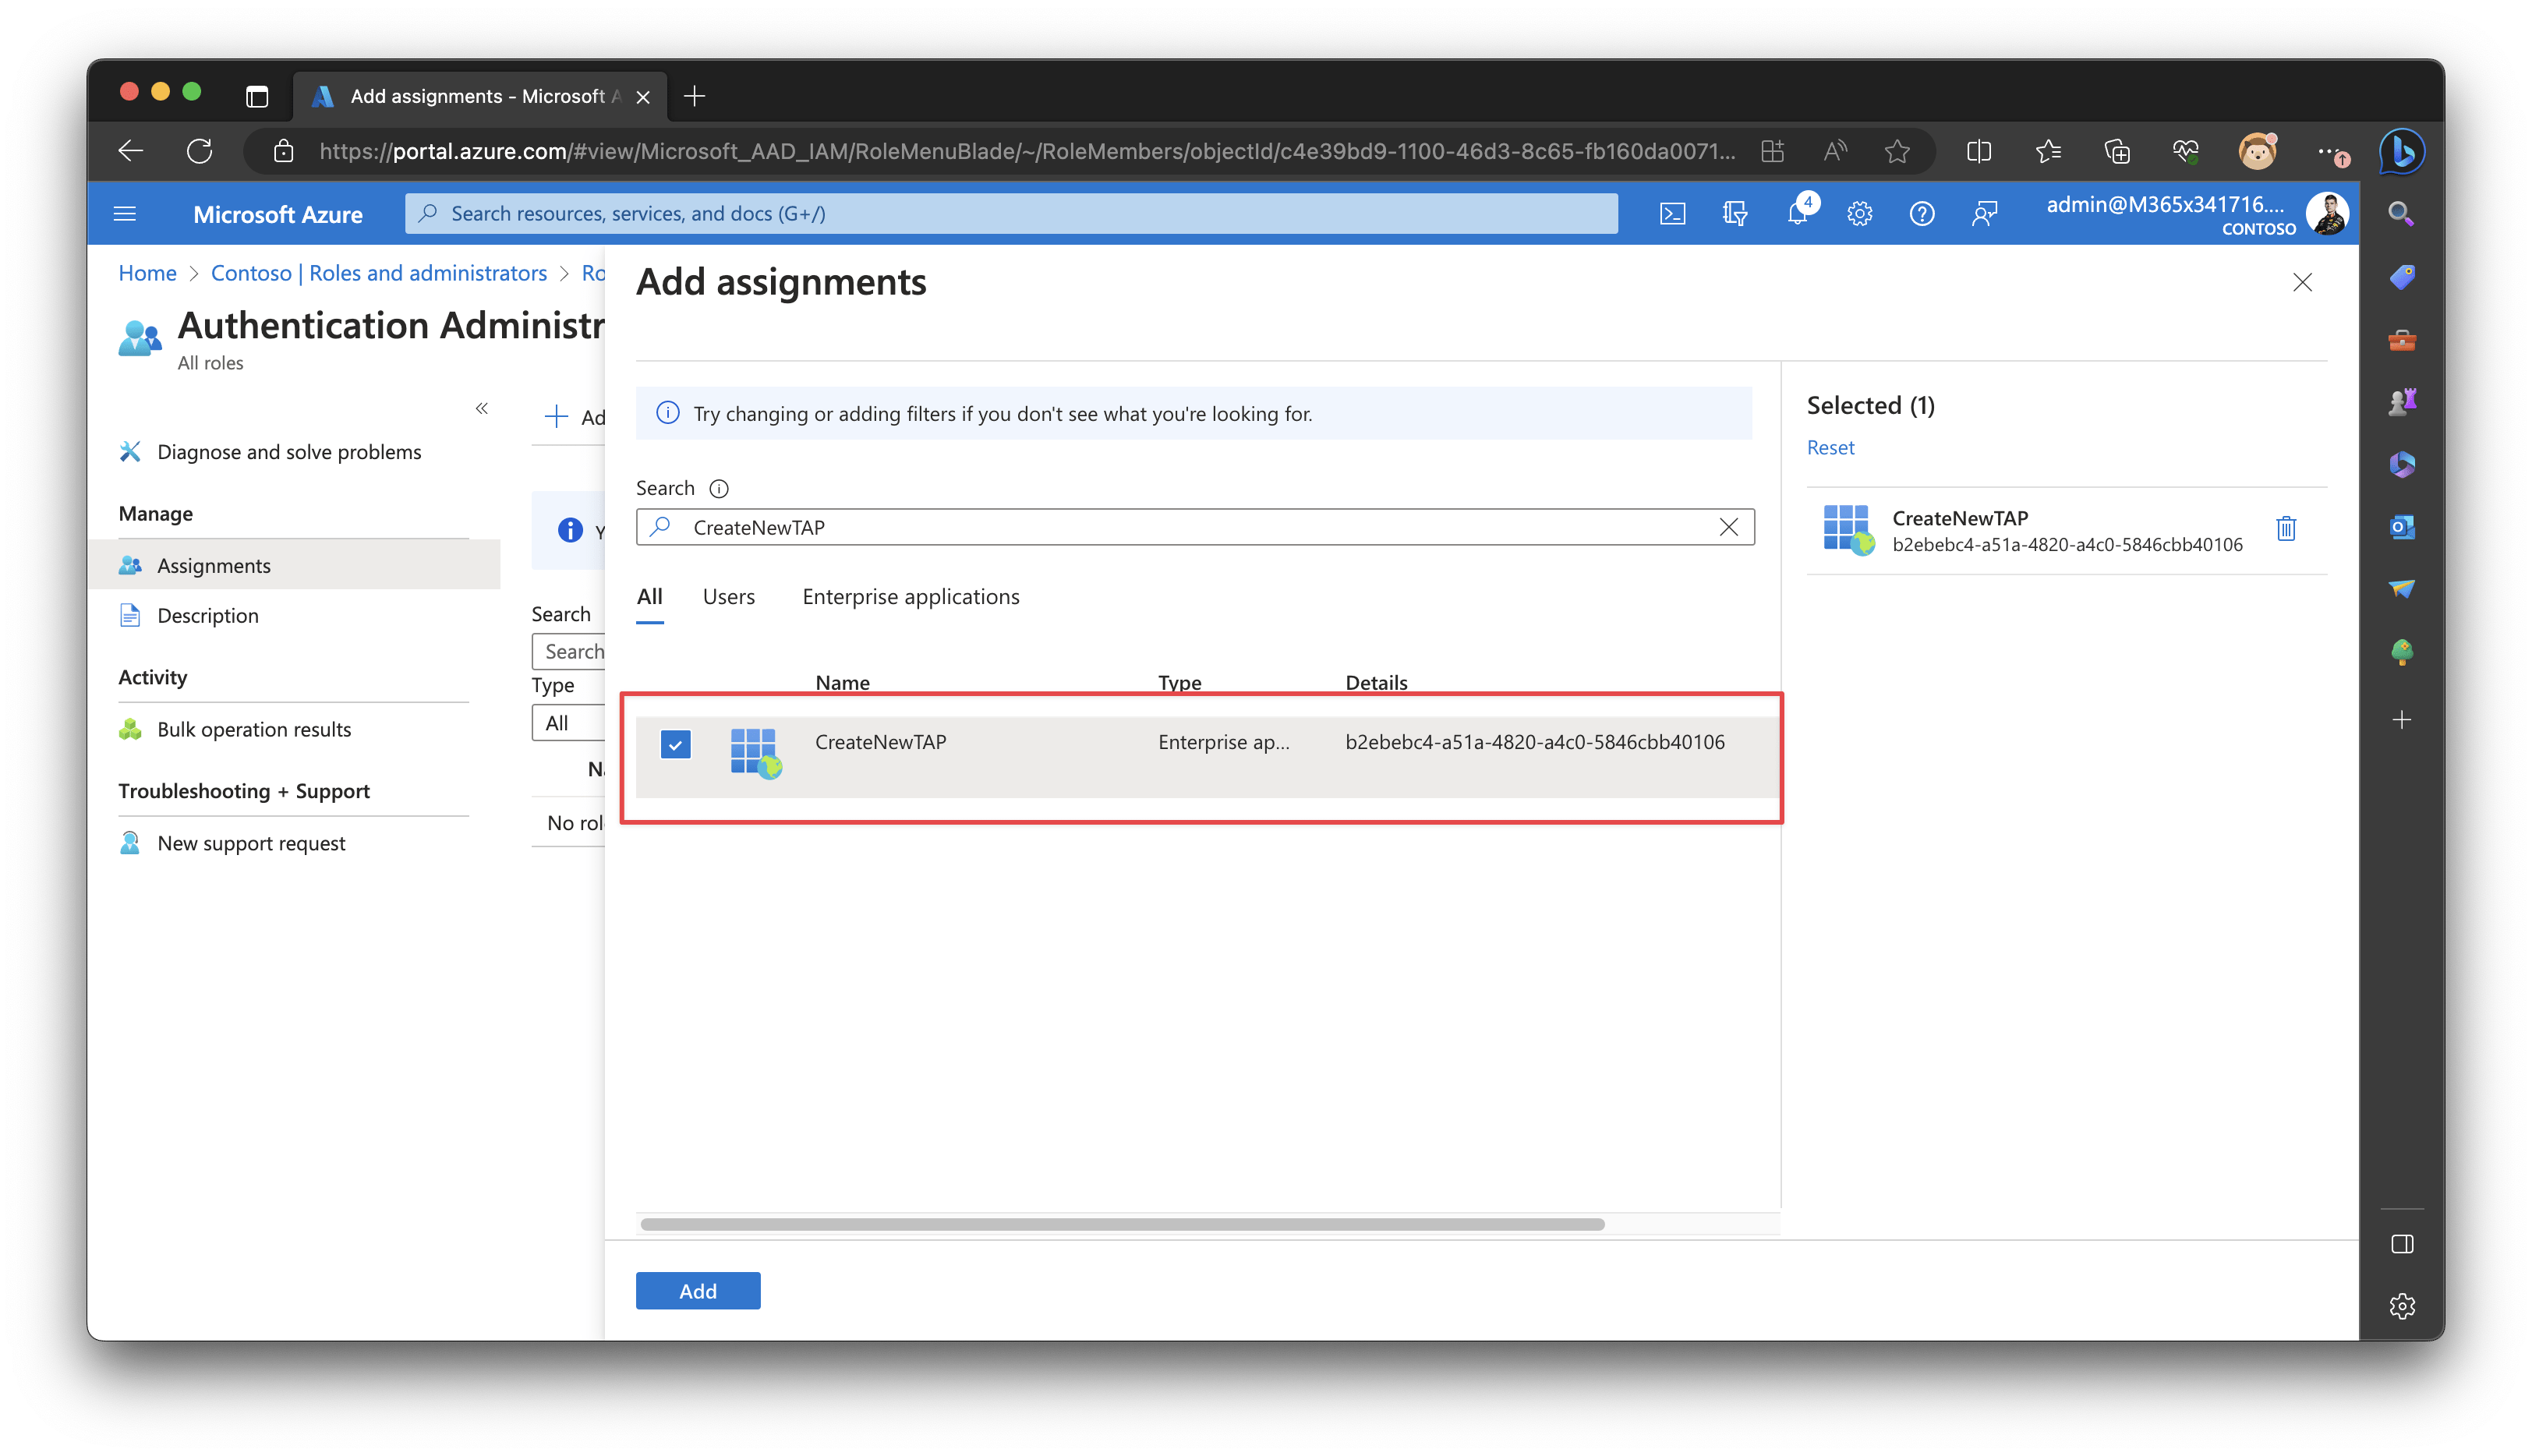 Add assignments - Microsoft A
https://portal.azure.com/#view/Microsoft_AAD_IAM/RoleMenuBlade/~/RoleMembers/objectId/c4e39bd9-1100-46d3-8c65-fb160da0071...
Microsoft Azure
Search resources, services, and docs (G+/)
4
admin@M365x341716....
CONTOSO
Home > Contoso | Roles and administrators > Ro
Authentication Administr
All roles
«
Diagnose and solve problems
Manage
Assignments
Description
Activity
Bulk operation results
Troubleshooting + Support
New support request
Ad
Y
Search
Search
Type
All
Na
No rol
Add assignments
Try changing or adding filters if you don't see what you're looking for.
Search
CreateNewTAP
All Users Enterprise applications
Name Type Details
CreateNewTAP Enterprise ap... b2ebebc4-a51a-4820-a4c0-5846cbb40106
Add
Selected (1)
Reset
CreateNewTAP
b2ebebc4-a51a-4820-a4c0-5846cbb40106